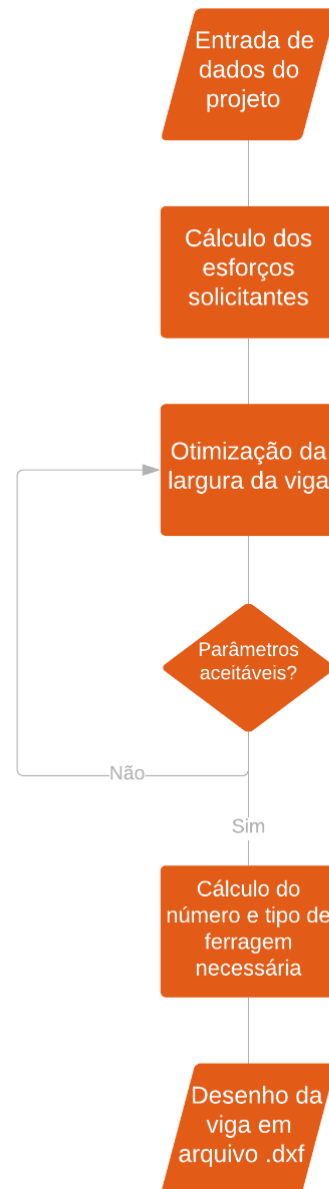 Entrada de
dados do
projeto
Cálculo dos
esforços
solicitantes
Otimização da
largura da viga
Parâmetros
aceitáveis?
Não
Sim
Cálculo do
número e tipo de
ferragem
necessária
Desenho da
viga em
arquivo .dxf